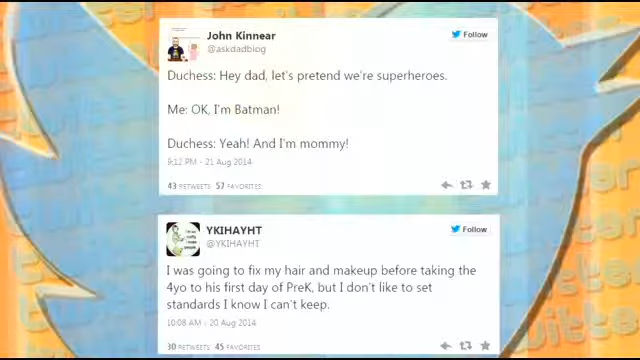 John Kinnear
@askdadblog
Follow
Duchess: Hey dad, let's pretend we're superheroes.
Me: OK, I'm Batman!
Duchess: Yeah! And I'm mommy!
9:12 PM - 21 Aug 2014
43 RETWEETS 57 FAVORITES
YKIHAYHT
@YKIHAYHT
Follow
I was going to fix my hair and makeup before taking the
4yo to his first day of PreK, but I don't like to set
standards I know I can't keep.
10:08 AM - 20 Aug 2014
30 RETWEETS 45 FAVORITES